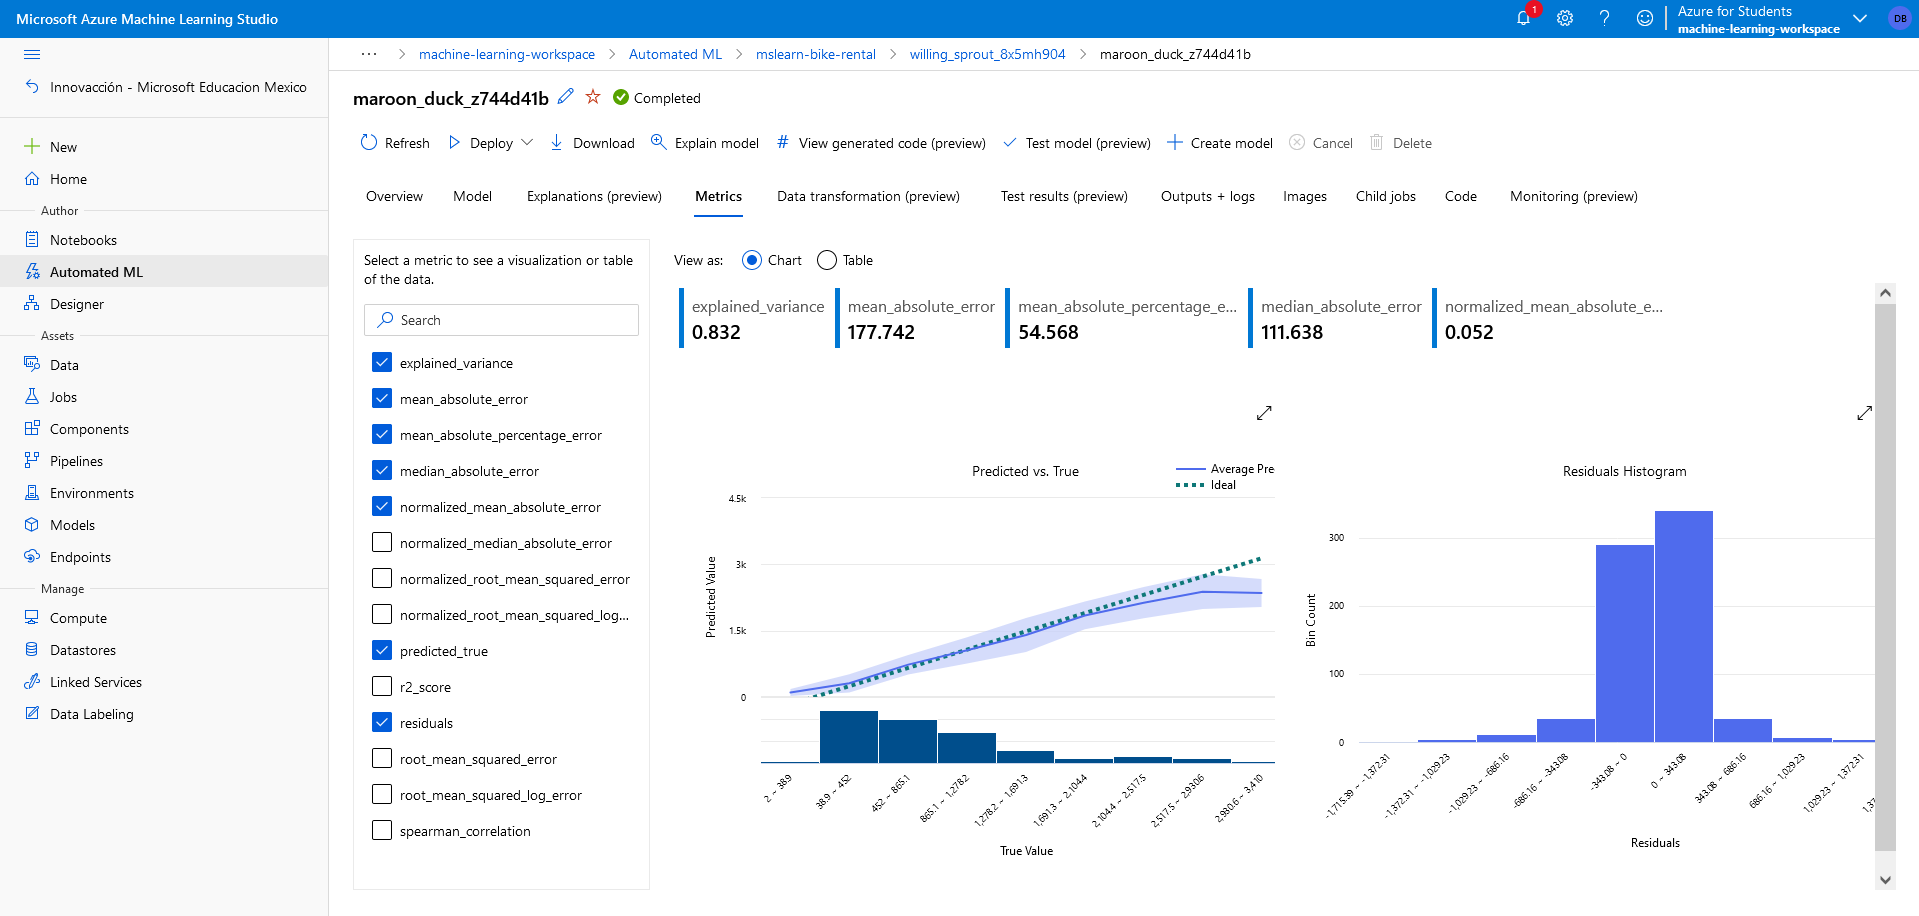 Microsoft Azure Machine Learning Studio
1
Azure for Students
machine-learning-workspace
DB
Innovacción - Microsoft Educacion Mexico
New
Home
Author
Notebooks
Automated ML
Designer
Assets
Data
Jobs
Components
Pipelines
Environments
Models
Endpoints
Manage
Compute
Datastores
Linked Services
Data Labeling
··· > machine-learning-workspace > Automated ML > mslearn-bike-rental > willing_sprout_8x5mh904 > maroon_duck_z744d41b
maroon_duck_z744d41b Completed
Refresh Deploy Download Explain model # View generated code (preview) Test model (preview) Create model Cancel Delete
Overview Model Explanations (preview) Metrics Data transformation (preview) Test results (preview) Outputs + logs Images Child jobs Code Monitoring (preview)
Select a metric to see a visualization or table
of the data.
Search
explained_variance
mean_absolute_error
mean_absolute_percentage_error
median_absolute_error
normalized_mean_absolute_error
normalized_median_absolute_error
normalized_root_mean_squared_error
normalized_root_mean_squared_log...
predicted_true
r2_score
residuals
root_mean_squared_error
root_mean_squared_log_error
spearman_correlation
View as: Chart Table
explained_variance
0.832
mean_absolute_error
177.742
mean_absolute_percentage_e...
54.568
median_absolute_error
111.638
normalized_mean_absolute_e...
0.052
Predicted vs. True
Average Pre
Ideal
Predicted Value
4.5k
3k
1.5k
0
2 ~ 38.9
38.9 ~ 452
452 ~ 865.1
865.1 ~ 1,278.2
1,278.2 ~ 1,691.3
1,691.3 ~ 2,104.4
2,104.4 ~ 2,517.5
2,517.5 ~ 2,930.6
2,930.6 ~ 3,410
True Value
Residuals Histogram
Bin Count
300
200
100
0
-1,715.39 ~ -1,372.31
-1,372.31 ~ -1,029.23
-1,029.23 ~ -686.16
-686.16 ~ -343.08
-343.08 ~ 0
0 ~ 343.08
343.08 ~ 686.16
686.16 ~ 1,029.23
1,029.23 ~ 1,372.31
1,37
Residuals